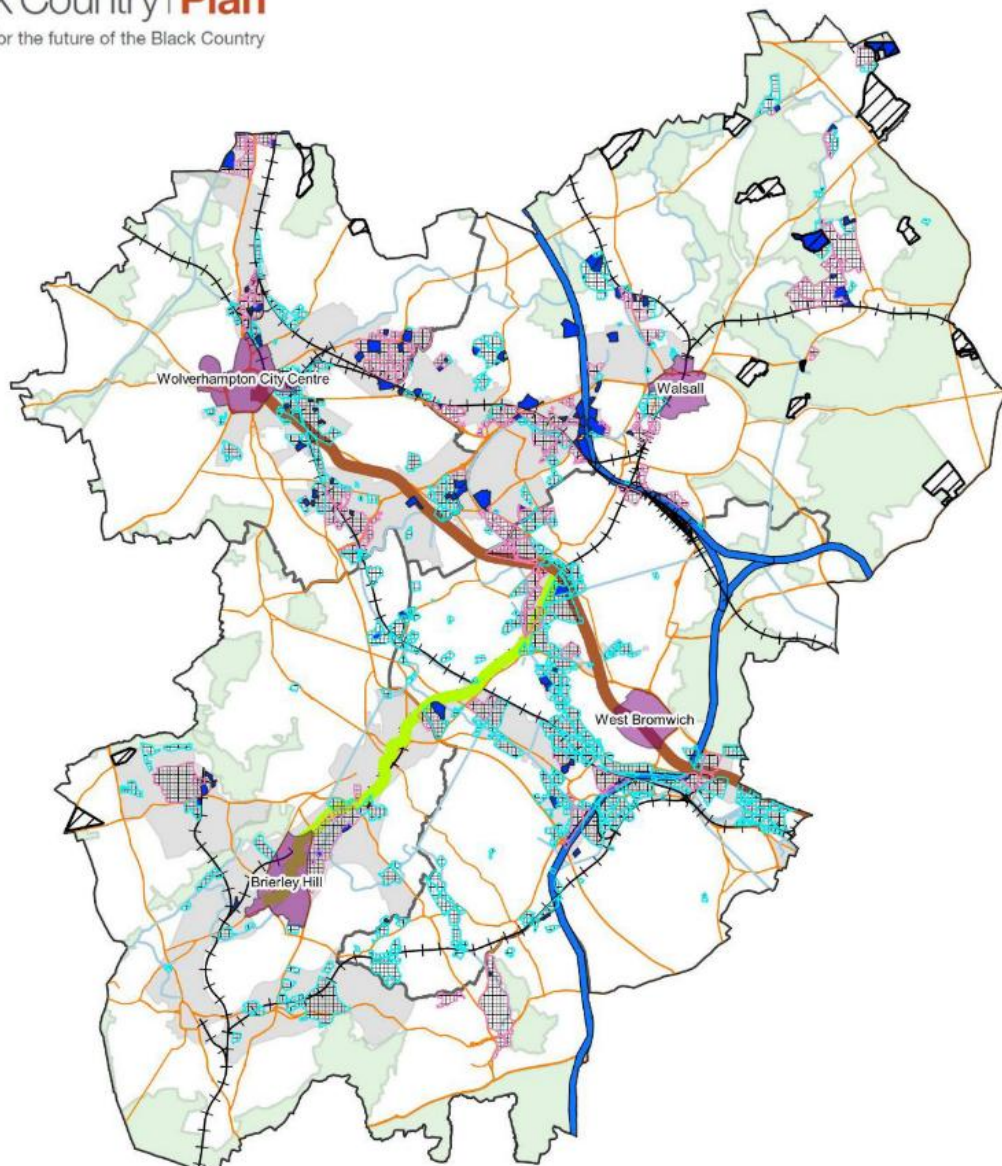 k Country | Plan
or the future of the Black Country
Wolverhampton City Centre
Walsall
West Bromwich
Brierley Hill